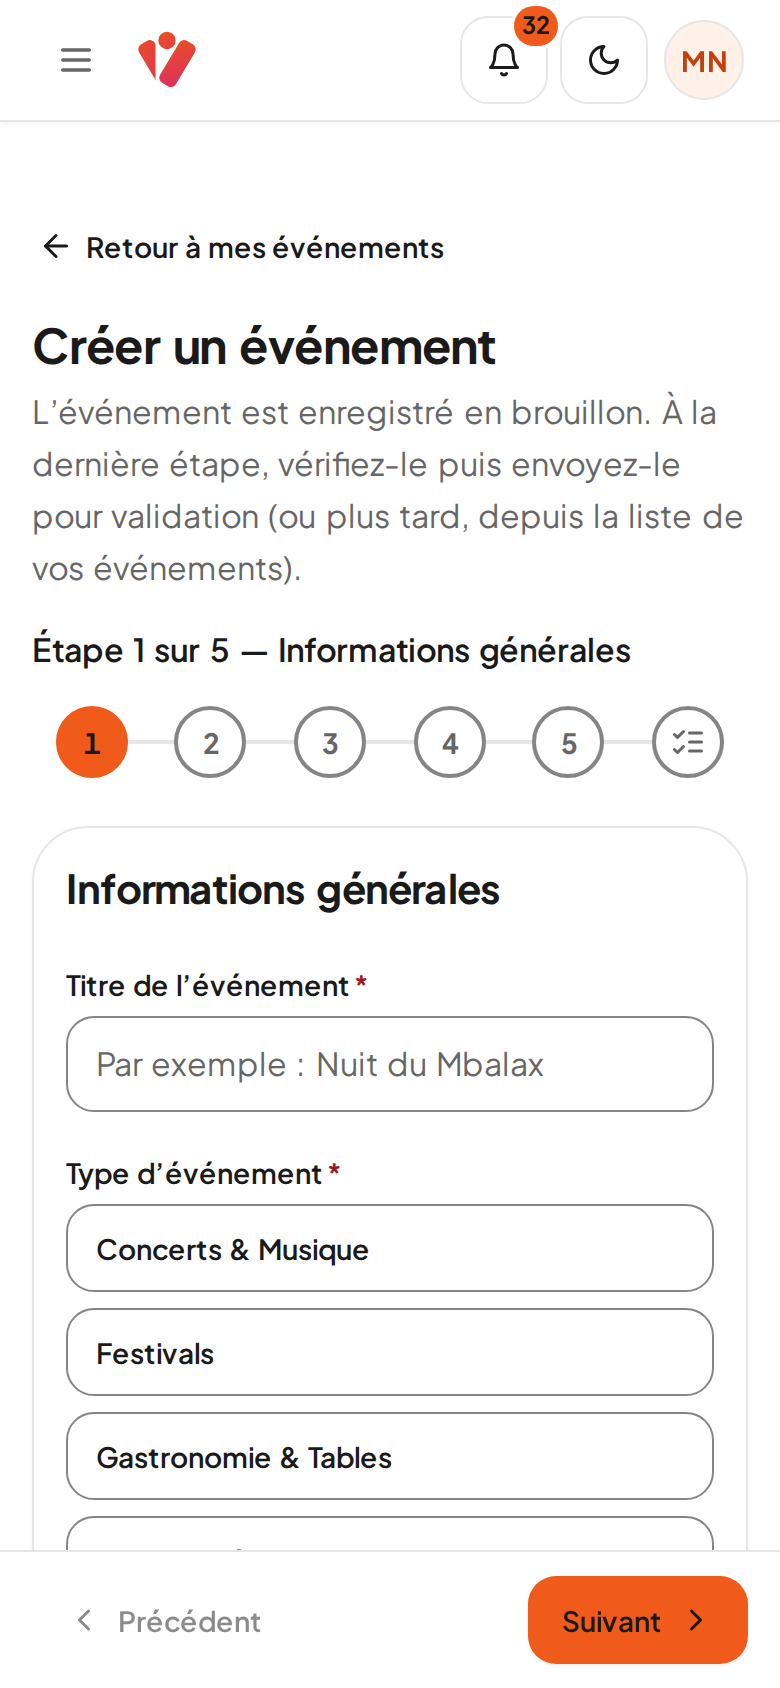 32
MN
Retour à mes événements
Créer un événement
L’événement est enregistré en brouillon. À la
dernière étape, vérifiez-le puis envoyez-le
pour validation (ou plus tard, depuis la liste de
vos événements).
Étape 1 sur 5 — Informations générales
1 2 3 4 5
Informations générales
Titre de l’événement *
Par exemple : Nuit du Mbalax
Type d’événement *
Concerts & Musique
Festivals
Gastronomie & Tables
Précédent
Suivant